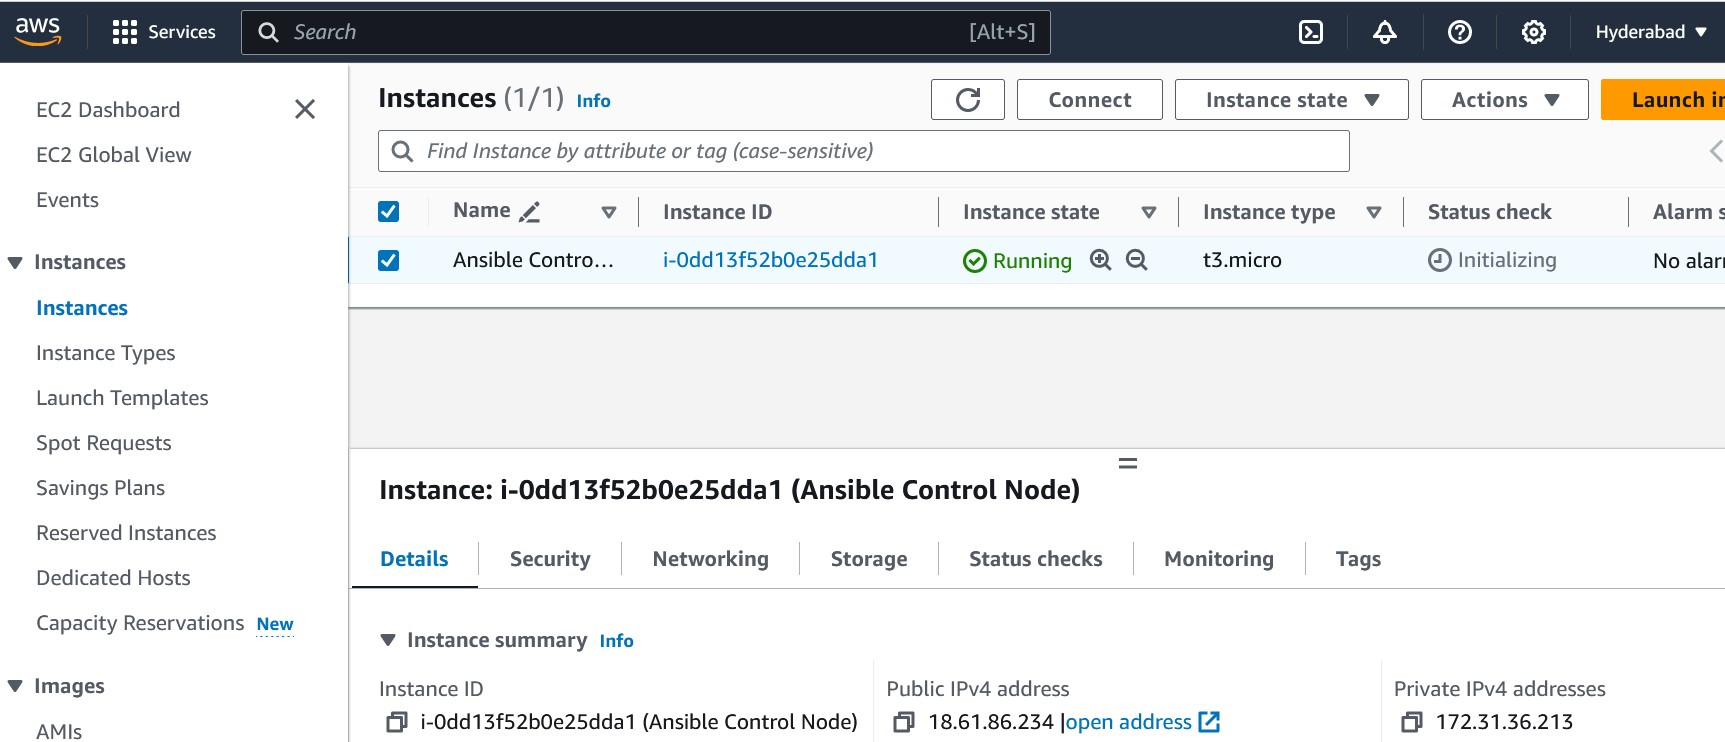 aws Services Search [Alt+S] Hyderabad
EC2 Dashboard
EC2 Global View
Events
Instances
Instances
Instance Types
Launch Templates
Spot Requests
Savings Plans
Reserved Instances
Dedicated Hosts
Capacity Reservations New
Images
AMIs
Instances (1/1) Info Connect Instance state Actions Launch in
Find Instance by attribute or tag (case-sensitive)
Name Instance ID Instance state Instance type Status check Alarm s
Ansible Contro... i-0dd13f52b0e25dda1 Running t3.micro Initializing No alarm
Instance: i-0dd13f52b0e25dda1 (Ansible Control Node)
Details Security Networking Storage Status checks Monitoring Tags
Instance summary Info
Instance ID Public IPv4 address Private IPv4 addresses
i-0dd13f52b0e25dda1 (Ansible Control Node) 18.61.86.234 |open address 172.31.36.213